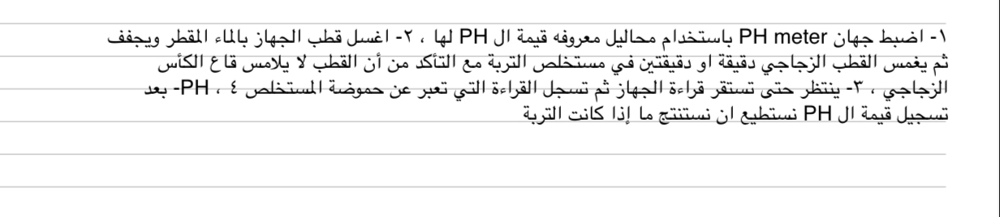 ١- اضبط جهان PH meter باستخدام محاليل معروفه قيمة ال PH لها ، ٢- اغسل قطب الجهاز بالماء المقطر ويجفف
ثم يغمس القطب الزجاجي دقيقة او دقيقتين في مستخلص التربة مع التأكد من أن القطب لا يلامس قاع الكأس
الزجاجي ، ٣- ينتظر حتى تستقر قراءة الجهاز ثم تسجل القراءة التي تعبر عن حموضة المستخلص PH ، ٤- بعد
تسجيل قيمة ال PH نستطيع ان نستنتج ما إذا كانت التربة